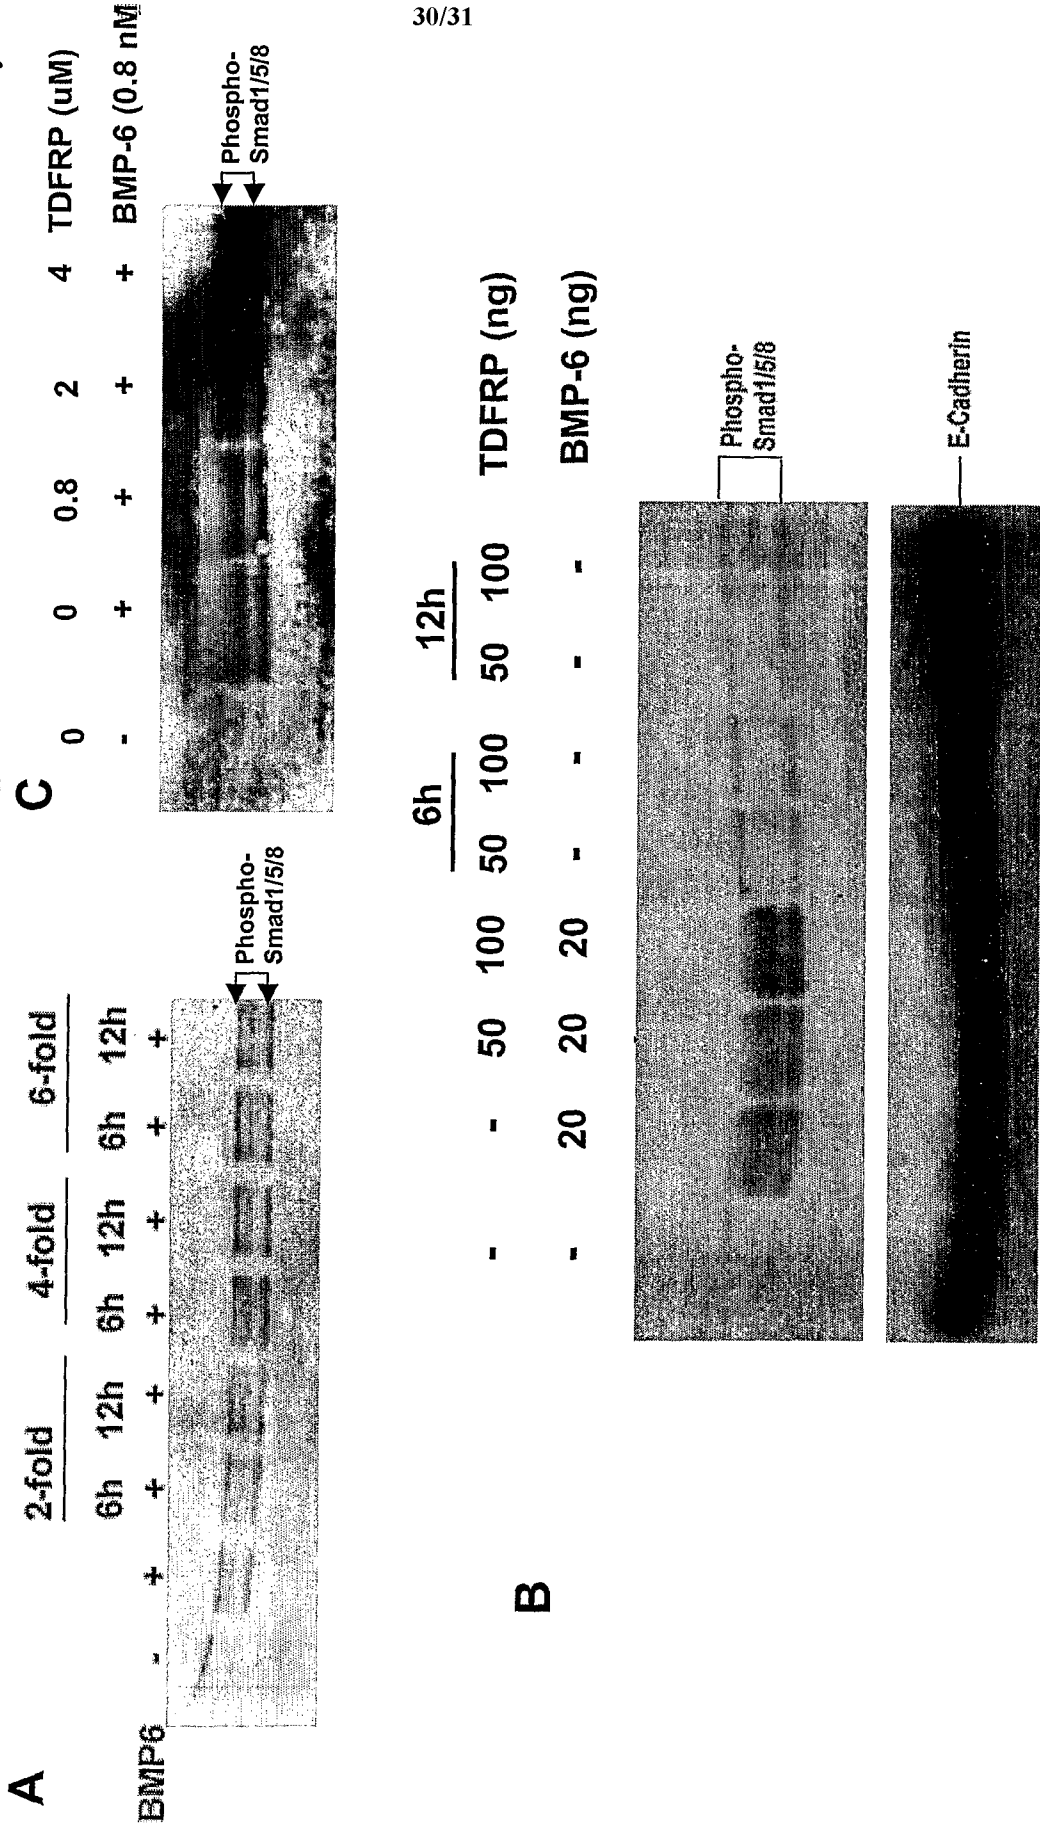 30/31
A
2-fold 4-fold 6-fold
6h 12h 6h 12h 6h 12h
BMP6 - + + + + + + +
Phospho-
Smad1/5/8
C
0 0 0.8 2 4 TDFRP (uM)
- + + + + BMP-6 (0.8 nM
Phospho-
Smad1/5/8
B
6h 12h
- - 50 100 50 100 50 100 TDFRP (ng)
- 20 20 20 - - - - BMP-6 (ng)
Phospho-
Smad1/5/8
E-Cadherin